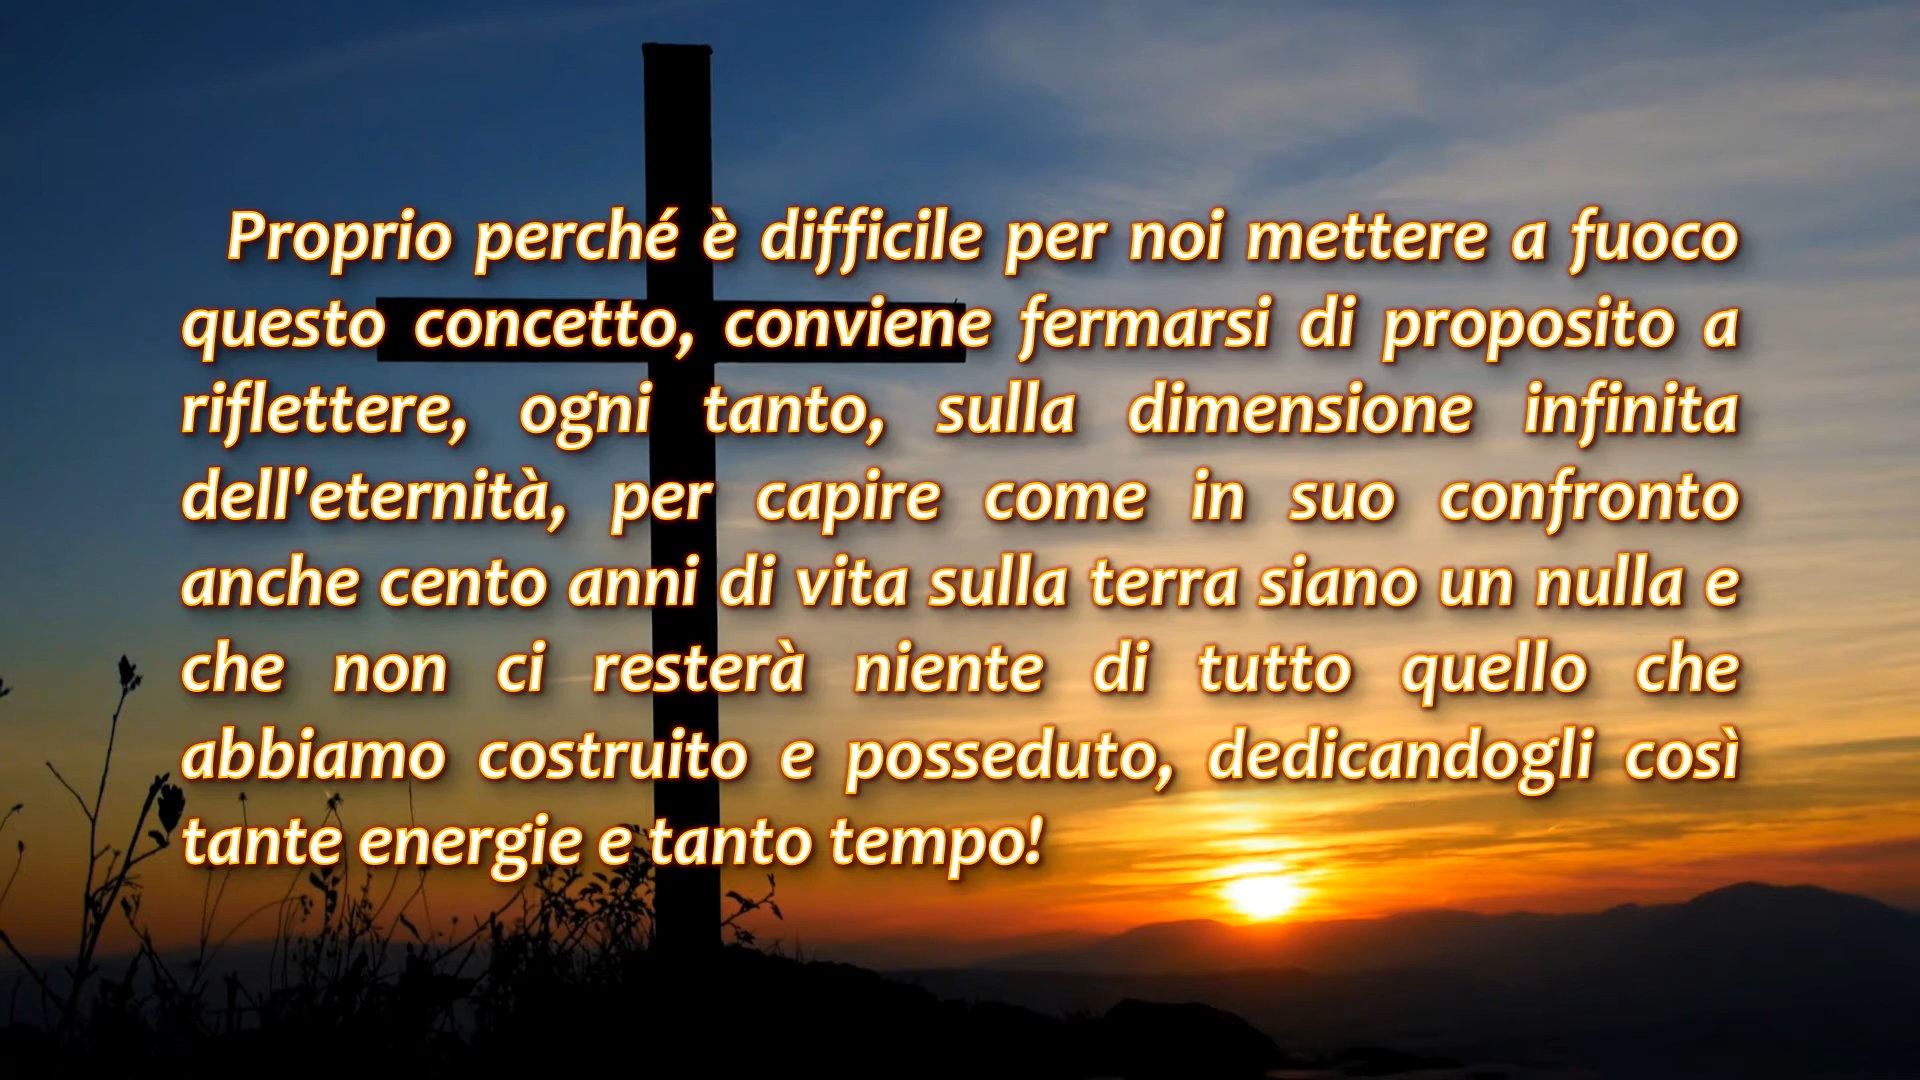 Proprio perché è difficile per noi mettere a fuoco
questo concetto, conviene fermarsi di proposito a
riflettere, ogni tanto, sulla dimensione infinita
dell'eternità, per capire come in suo confronto
anche cento anni di vita sulla terra siano un nulla e
che non ci resterà niente di tutto quello che
abbiamo costruito e posseduto, dedicandogli così
tante energie e tanto tempo!